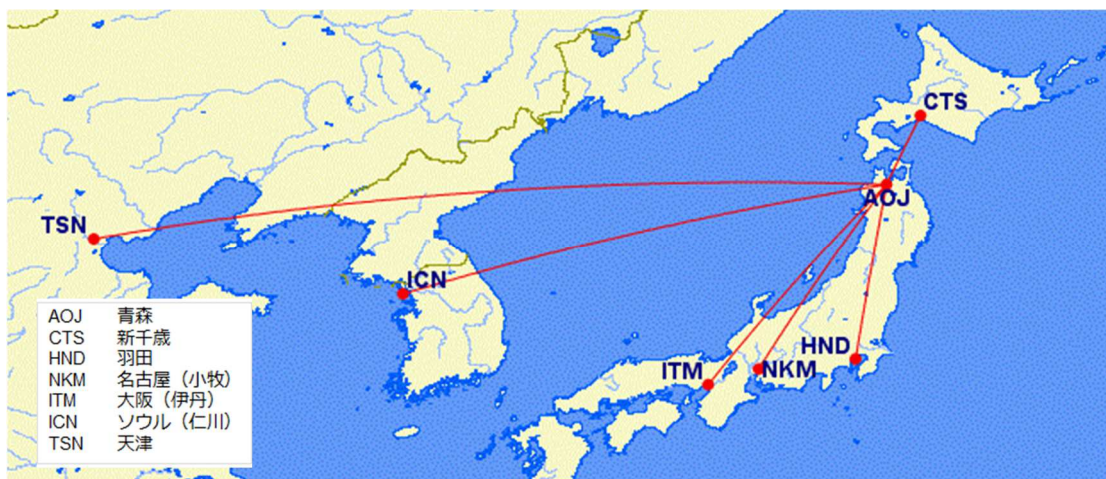 CTS
AOJ
TSN
ICN
HND
ITM
NKM
AOJ 青森
CTS 新千歳
HND 羽田
NKM 名古屋（小牧）
ITM 大阪（伊丹）
ICN ソウル（仁川）
TSN 天津